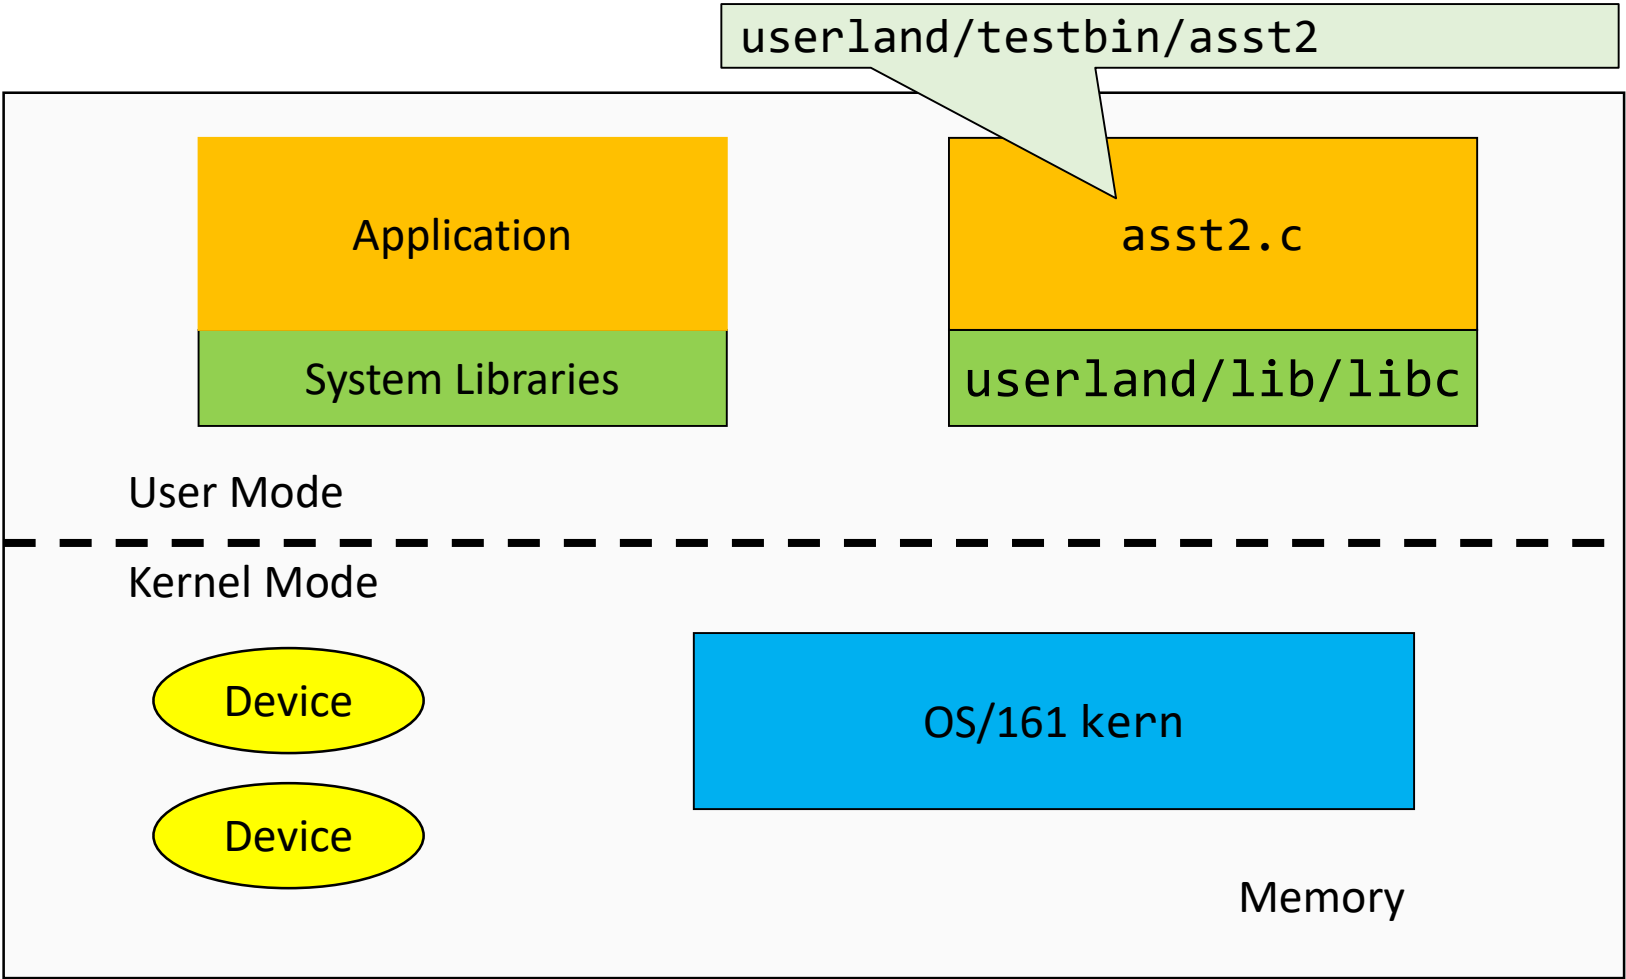 userland/testbin/asst2
Application
asst2.c
System Libraries
userland/lib/libc
User Mode
Kernel Mode
Device
OS/161 kern
Device
Memory